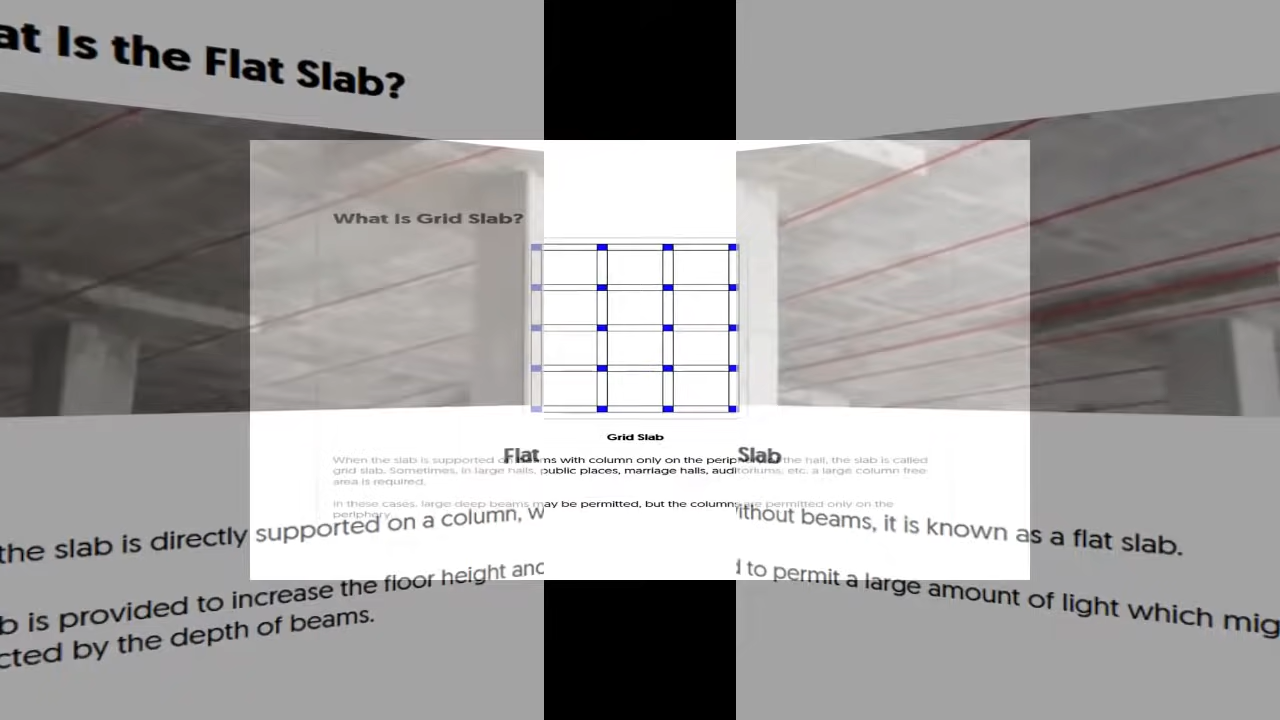 at Is the Flat Slab?
What Is Grid Slab?
Grid Slab
Flat Slab
When the slab is supported on beams with column only on the periphery of the hall, the slab is called
grid slab. Sometimes, in large halls, public places, marriage halls, auditoriums, etc. a large column free
area is required.
In these cases, large deep beams may be permitted, but the columns are permitted only on the
periphery.
the slab is directly supported on a column, without beams, it is known as a flat slab.
b is provided to increase the floor height and to permit a large amount of light which mig
cted by the depth of beams.